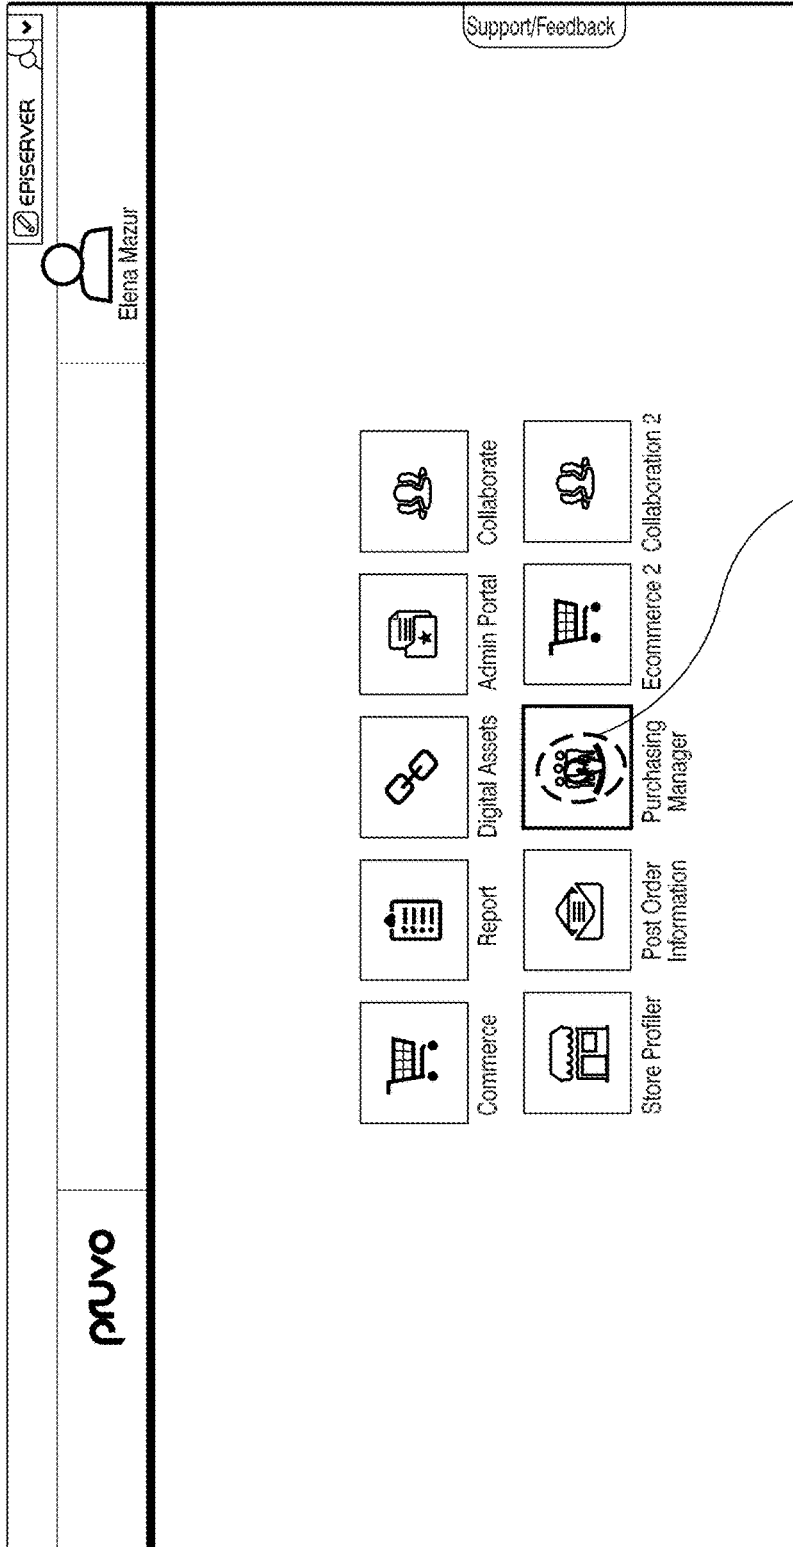 EPiSERVER
pruvo
Elena Mazur
Commerce
Report
Digital Assets
Admin Portal
Collaborate
Store Profiler
Post Order
Information
Purchasing
Manager
Ecommerce 2
Collaboration 2
Support/Feedback